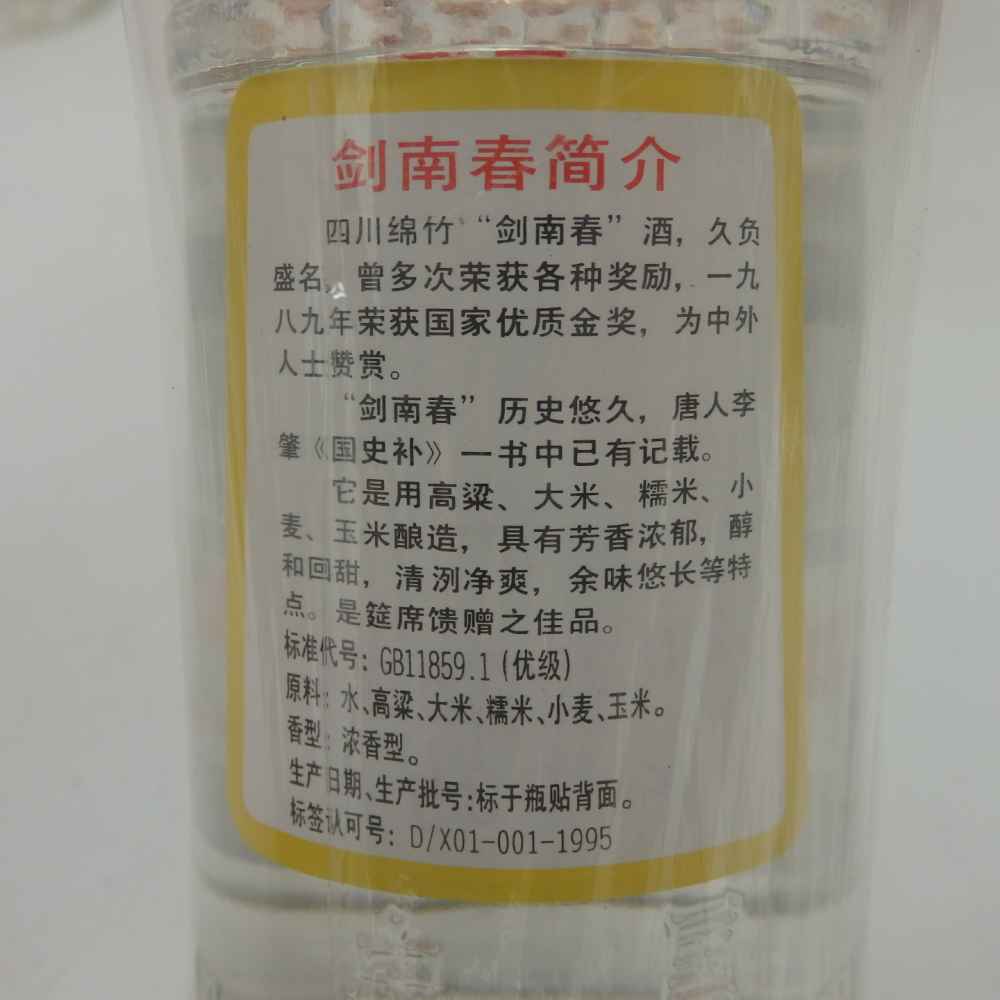 剑南春简介
四川绵竹“剑南春”酒，久负
盛名，曾多次荣获各种奖励，一九
八九年荣获国家优质金奖，为中外
人士赞赏。
“剑南春”历史悠久，唐人李
肇《国史补》一书中已有记载。
它是用高粱、大米、糯米、小
麦、玉米酿造，具有芳香浓郁，醇
和回甜，清洌净爽，余味悠长等特
点。是筵席馈赠之佳品。
标准代号：GB11859.1(优级)
原料：水、高粱、大米、糯米、小麦、玉米。
香型：浓香型。
生产日期、生产批号：标于瓶贴背面。
标签认可号：D/X01-001-1995